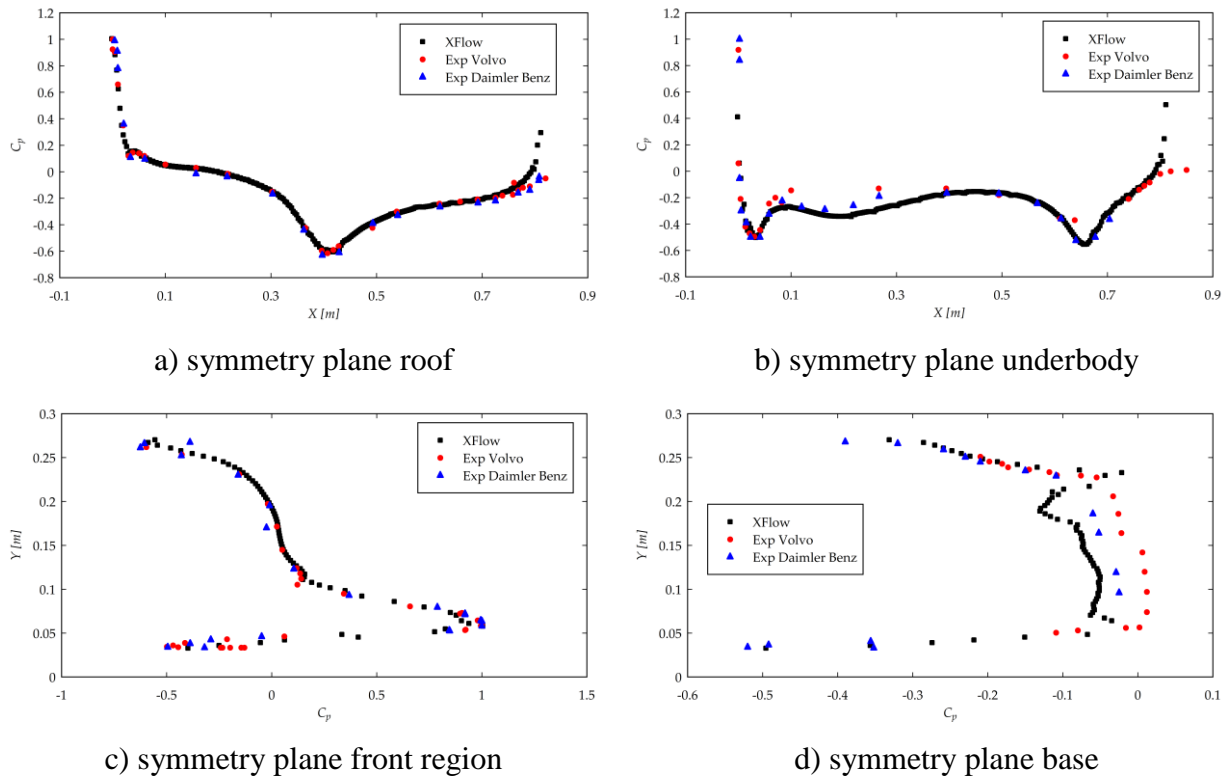 1.2
1
0.8
0.6
0.4
0.2
0
-0.2
-0.4
-0.6
-0.8
Cp
XFlow
Exp Volvo
Exp Daimler Benz
-0.1 0.1 0.3 0.5 0.7 0.9
X [m]
a) symmetry plane roof
1.2
1
0.8
0.6
0.4
0.2
0
-0.2
-0.4
-0.6
-0.8
Cp
XFlow
Exp Volvo
Exp Daimler Benz
-0.1 0.1 0.3 0.5 0.7 0.9
X [m]
b) symmetry plane underbody
0.3
0.25
0.2
0.15
0.1
0.05
0
Y [m]
XFlow
Exp Volvo
Exp Daimler Benz
-1 -0.5 0 0.5 1 1.5
Cp
c) symmetry plane front region
0.3
0.25
0.2
0.15
0.1
0.05
0
Y [m]
XFlow
Exp Volvo
Exp Daimler Benz
-0.6 -0.5 -0.4 -0.3 -0.2 -0.1 0 0.1
Cp
d) symmetry plane base